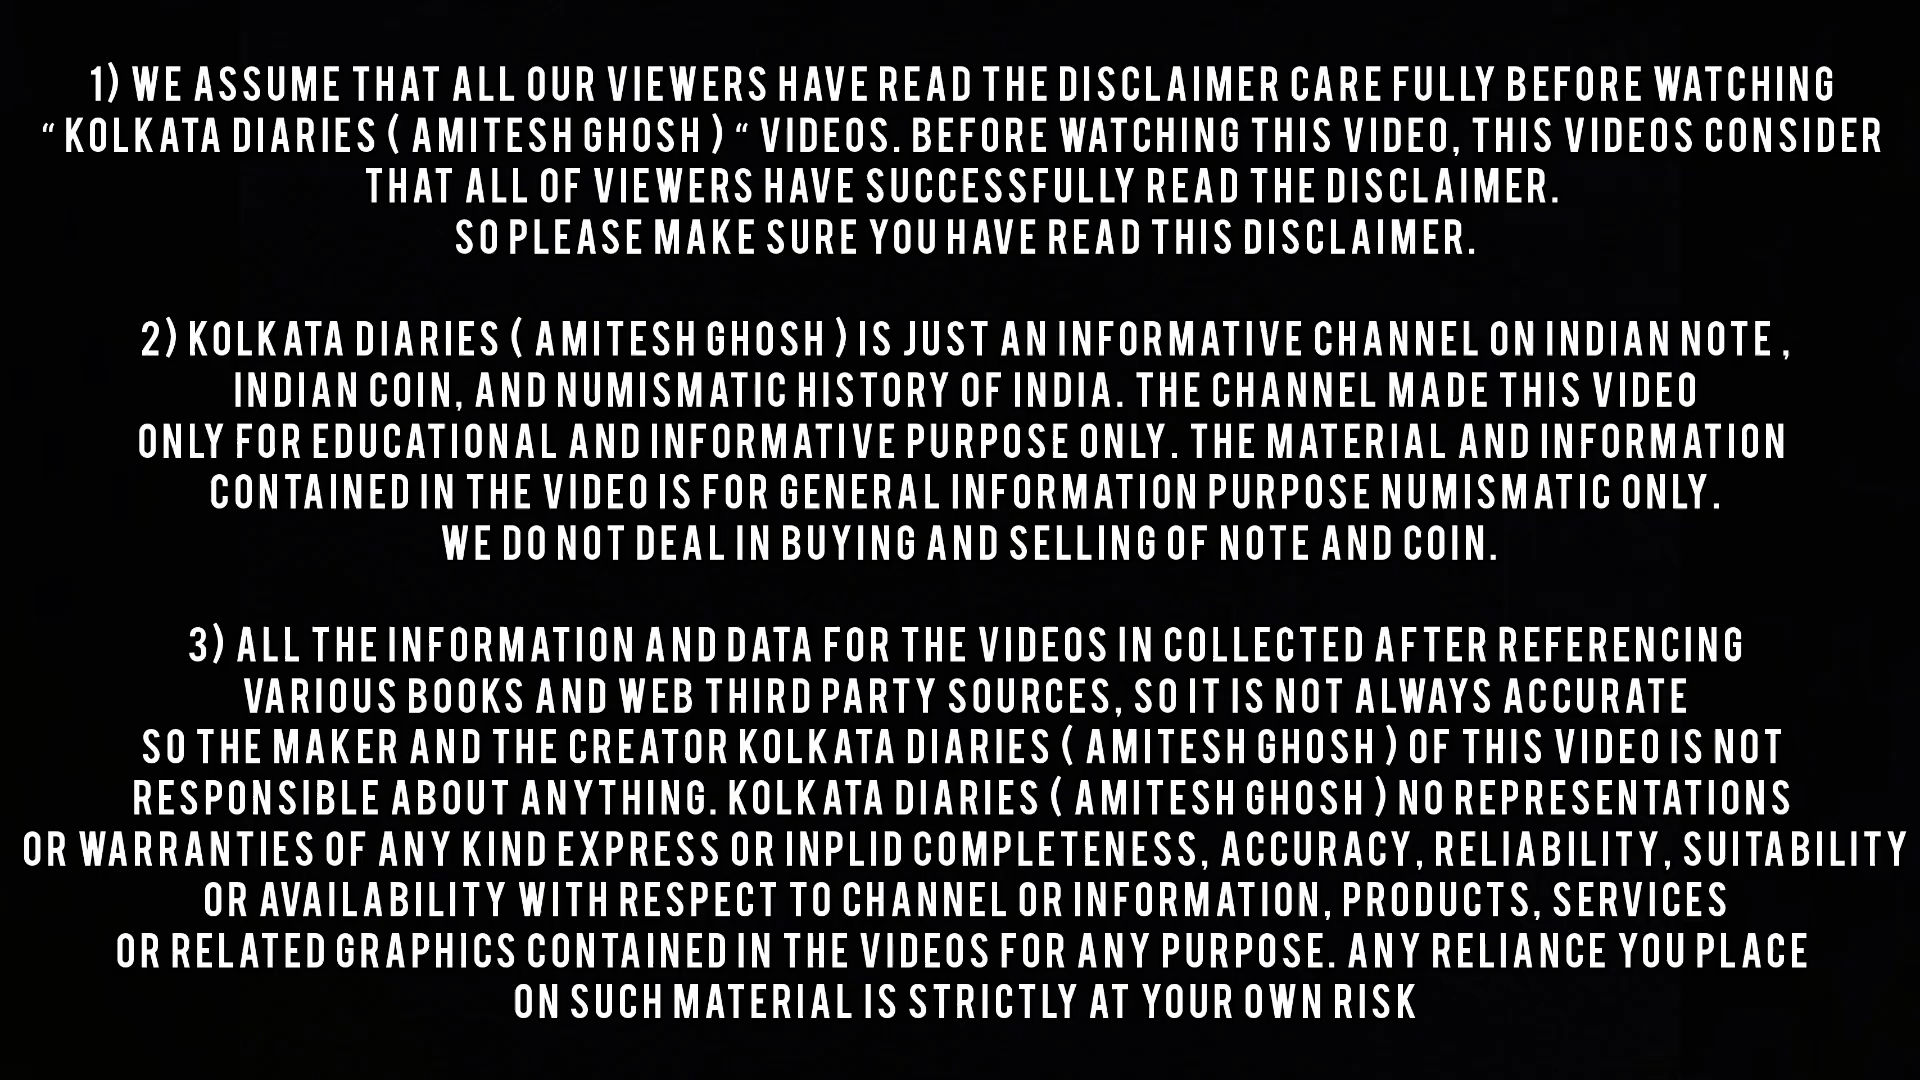 1) WE ASSUME THAT ALL OUR VIEWERS HAVE READ THE DISCLAIMER CARE FULLY BEFORE WATCHING
“ KOLKATA DIARIES ( AMITESH GHOSH ) “ VIDEOS. BEFORE WATCHING THIS VIDEO, THIS VIDEOS CONSIDER
THAT ALL OF VIEWERS HAVE SUCCESSFULLY READ THE DISCLAIMER.
SO PLEASE MAKE SURE YOU HAVE READ THIS DISCLAIMER.
2) KOLKATA DIARIES ( AMITESH GHOSH ) IS JUST AN INFORMATIVE CHANNEL ON INDIAN NOTE ,
INDIAN COIN, AND NUMISMATIC HISTORY OF INDIA. THE CHANNEL MADE THIS VIDEO
ONLY FOR EDUCATIONAL AND INFORMATIVE PURPOSE ONLY. THE MATERIAL AND INFORMATION
CONTAINED IN THE VIDEO IS FOR GENERAL INFORMATION PURPOSE NUMISMATIC ONLY.
WE DO NOT DEAL IN BUYING AND SELLING OF NOTE AND COIN.
3) ALL THE INFORMATION AND DATA FOR THE VIDEOS IN COLLECTED AFTER REFERENCING
VARIOUS BOOKS AND WEB THIRD PARTY SOURCES, SO IT IS NOT ALWAYS ACCURATE
SO THE MAKER AND THE CREATOR KOLKATA DIARIES ( AMITESH GHOSH ) OF THIS VIDEO IS NOT
RESPONSIBLE ABOUT ANYTHING. KOLKATA DIARIES ( AMITESH GHOSH ) NO REPRESENTATIONS
OR WARRANTIES OF ANY KIND EXPRESS OR INPLID COMPLETENESS, ACCURACY, RELIABILITY, SUITABILITY
OR AVAILABILITY WITH RESPECT TO CHANNEL OR INFORMATION, PRODUCTS, SERVICES
OR RELATED GRAPHICS CONTAINED IN THE VIDEOS FOR ANY PURPOSE. ANY RELIANCE YOU PLACE
ON SUCH MATERIAL IS STRICTLY AT YOUR OWN RISK